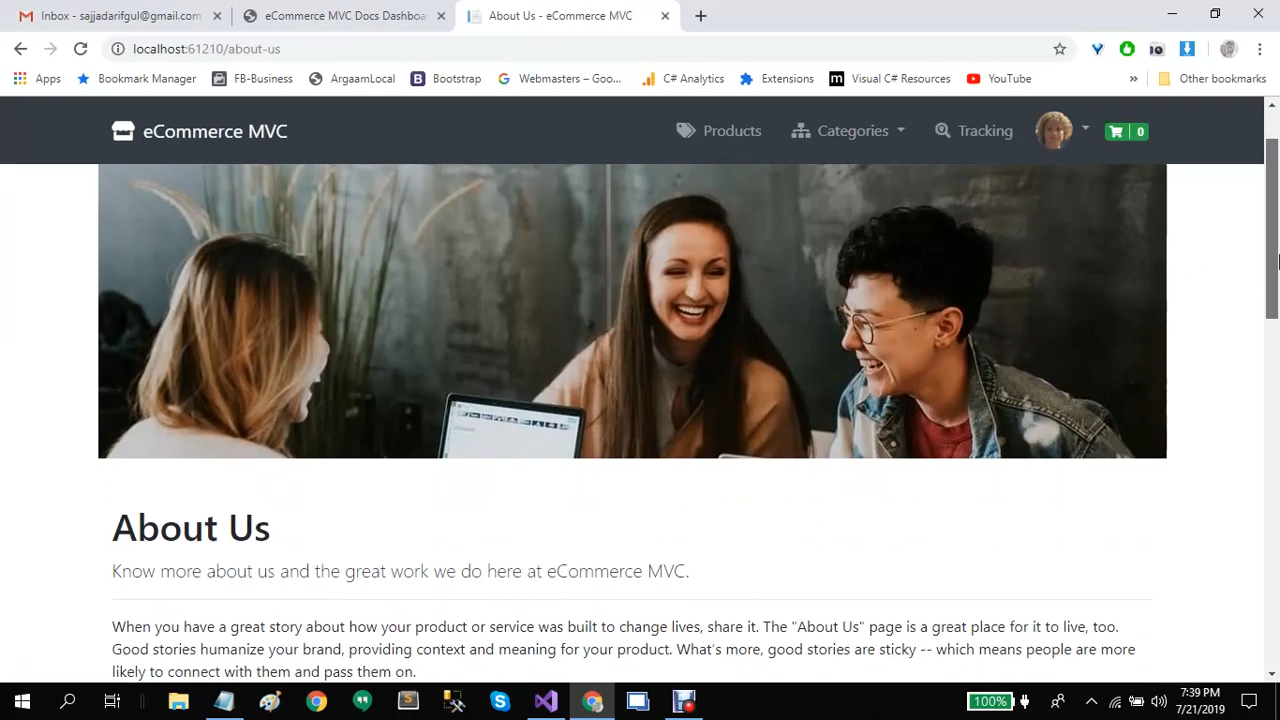 Inbox - sajjadarifgul@gmail.com
eCommerce MVC Docs Dashboa
About Us - eCommerce MVC
localhost:61210/about-us
Apps
Bookmark Manager
FB-Business
ArgaamLocal
Bootstrap
Webmasters – Goo...
C# Analytics
Extensions
Visual C# Resources
YouTube
»
Other bookmarks
eCommerce MVC
Products
Categories
Tracking
0
About Us
Know more about us and the great work we do here at eCommerce MVC.
When you have a great story about how your product or service was built to change lives, share it. The "About Us" page is a great place for it to live, too.
Good stories humanize your brand, providing context and meaning for your product. What's more, good stories are sticky -- which means people are more
likely to connect with them and pass them on.
100%
7:39 PM
7/21/2019